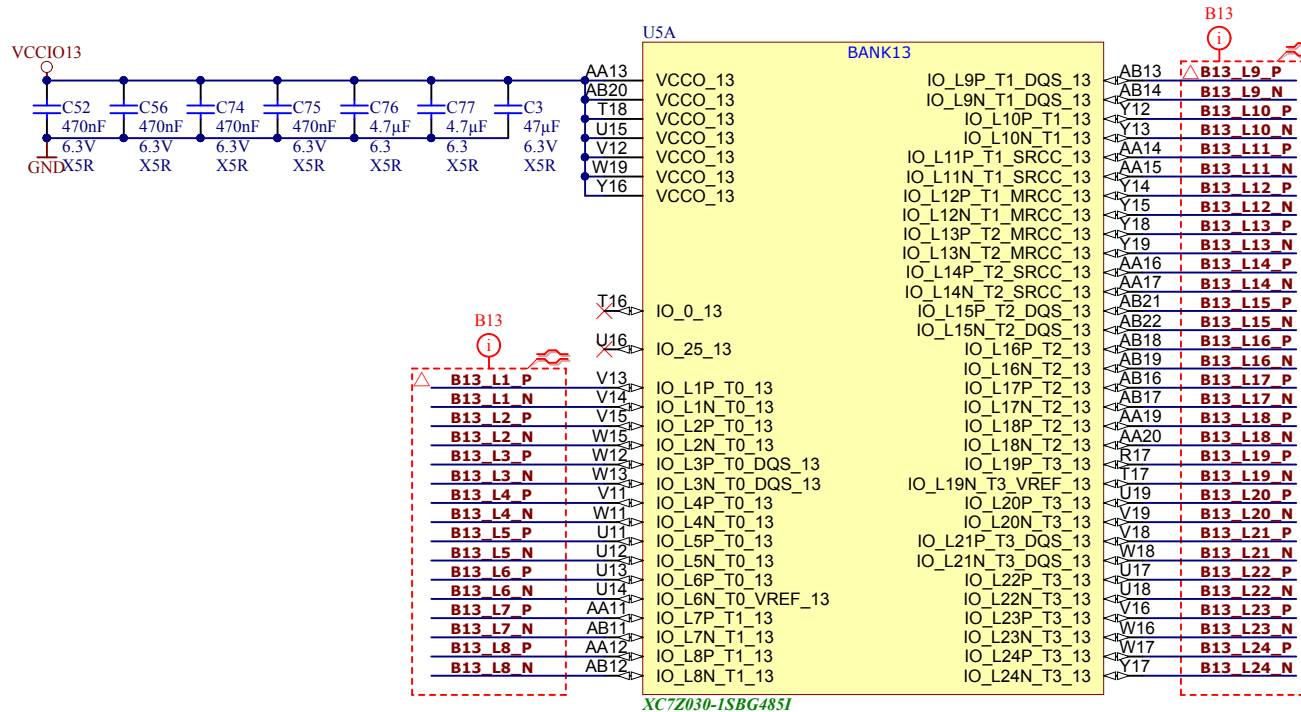 B13
i
U5A
BANK13
VCCIO13
GND
C52
470nF
6.3V
X5R
C56
470nF
6.3V
X5R
C74
470nF
6.3V
X5R
C75
470nF
6.3V
X5R
C76
4.7µF
6.3
X5R
C77
4.7µF
6.3
X5R
C3
47µF
6.3V
X5R
AA13 VCCO_13
AB20 VCCO_13
T18 VCCO_13
U15 VCCO_13
V12 VCCO_13
W19 VCCO_13
Y16 VCCO_13
T16 IO_0_13
U16 IO_25_13
B13
i
B13_L1_P V13 IO_L1P_T0_13
B13_L1_N V14 IO_L1N_T0_13
B13_L2_P V15 IO_L2P_T0_13
B13_L2_N W15 IO_L2N_T0_13
B13_L3_P W12 IO_L3P_T0_DQS_13
B13_L3_N W13 IO_L3N_T0_DQS_13
B13_L4_P V11 IO_L4P_T0_13
B13_L4_N W11 IO_L4N_T0_13
B13_L5_P U11 IO_L5P_T0_13
B13_L5_N U12 IO_L5N_T0_13
B13_L6_P U13 IO_L6P_T0_13
B13_L6_N U14 IO_L6N_T0_VREF_13
B13_L7_P AA11 IO_L7P_T1_13
B13_L7_N AB11 IO_L7N_T1_13
B13_L8_P AA12 IO_L8P_T1_13
B13_L8_N AB12 IO_L8N_T1_13
IO_L9P_T1_DQS_13 AB13 B13_L9_P
IO_L9N_T1_DQS_13 AB14 B13_L9_N
IO_L10P_T1_13 Y12 B13_L10_P
IO_L10N_T1_13 Y13 B13_L10_N
IO_L11P_T1_SRCC_13 AA14 B13_L11_P
IO_L11N_T1_SRCC_13 AA15 B13_L11_N
IO_L12P_T1_MRCC_13 Y14 B13_L12_P
IO_L12N_T1_MRCC_13 Y15 B13_L12_N
IO_L13P_T2_MRCC_13 Y18 B13_L13_P
IO_L13N_T2_MRCC_13 Y19 B13_L13_N
IO_L14P_T2_SRCC_13 AA16 B13_L14_P
IO_L14N_T2_SRCC_13 AA17 B13_L14_N
IO_L15P_T2_DQS_13 AB21 B13_L15_P
IO_L15N_T2_DQS_13 AB22 B13_L15_N
IO_L16P_T2_13 AB18 B13_L16_P
IO_L16N_T2_13 AB19 B13_L16_N
IO_L17P_T2_13 AB16 B13_L17_P
IO_L17N_T2_13 AB17 B13_L17_N
IO_L18P_T2_13 AA19 B13_L18_P
IO_L18N_T2_13 AA20 B13_L18_N
IO_L19P_T3_13 R17 B13_L19_P
IO_L19N_T3_VREF_13 T17 B13_L19_N
IO_L20P_T3_13 U19 B13_L20_P
IO_L20N_T3_13 V19 B13_L20_N
IO_L21P_T3_DQS_13 V18 B13_L21_P
IO_L21N_T3_DQS_13 W18 B13_L21_N
IO_L22P_T3_13 U17 B13_L22_P
IO_L22N_T3_13 U18 B13_L22_N
IO_L23P_T3_13 V16 B13_L23_P
IO_L23N_T3_13 W16 B13_L23_N
IO_L24P_T3_13 W17 B13_L24_P
IO_L24N_T3_13 Y17 B13_L24_N
XC7Z030-1SBG485I